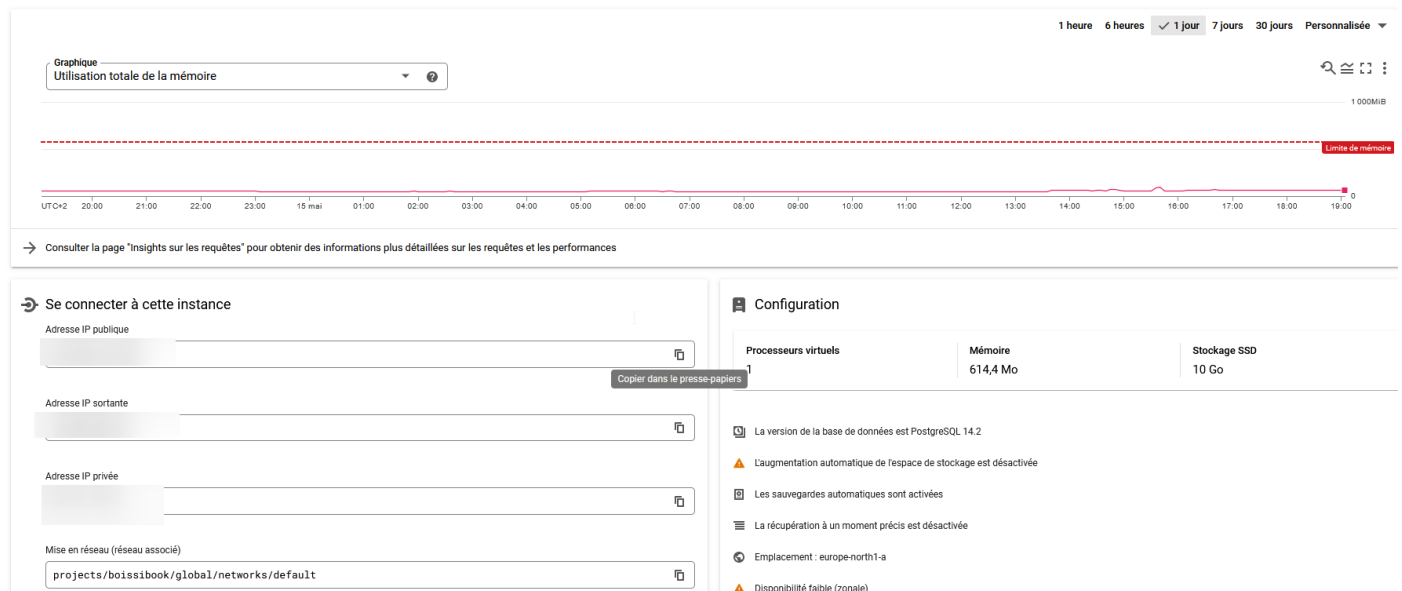 1 heure 6 heures 1 jour 7 jours 30 jours Personnalisée
Graphique
Utilisation totale de la mémoire
1 000MiB
Limite de mémoire
0
UTC+2 20:00 21:00 22:00 23:00 15 mai 01:00 02:00 03:00 04:00 05:00 06:00 07:00 08:00 09:00 10:00 11:00 12:00 13:00 14:00 15:00 16:00 17:00 18:00 19:00
Consulter la page "Insights sur les requêtes" pour obtenir des informations plus détaillées sur les requêtes et les performances
Se connecter à cette instance
Adresse IP publique
Copier dans le presse-papiers
Adresse IP sortante
Adresse IP privée
Mise en réseau (réseau associé)
projects/boissibook/global/networks/default
Configuration
Processeurs virtuels Mémoire Stockage SSD
1 614,4 Mo 10 Go
La version de la base de données est PostgreSQL 14.2
L'augmentation automatique de l'espace de stockage est désactivée
Les sauvegardes automatiques sont activées
La récupération à un moment précis est désactivée
Emplacement : europe-north1-a
Disponibilité faible (zonale)